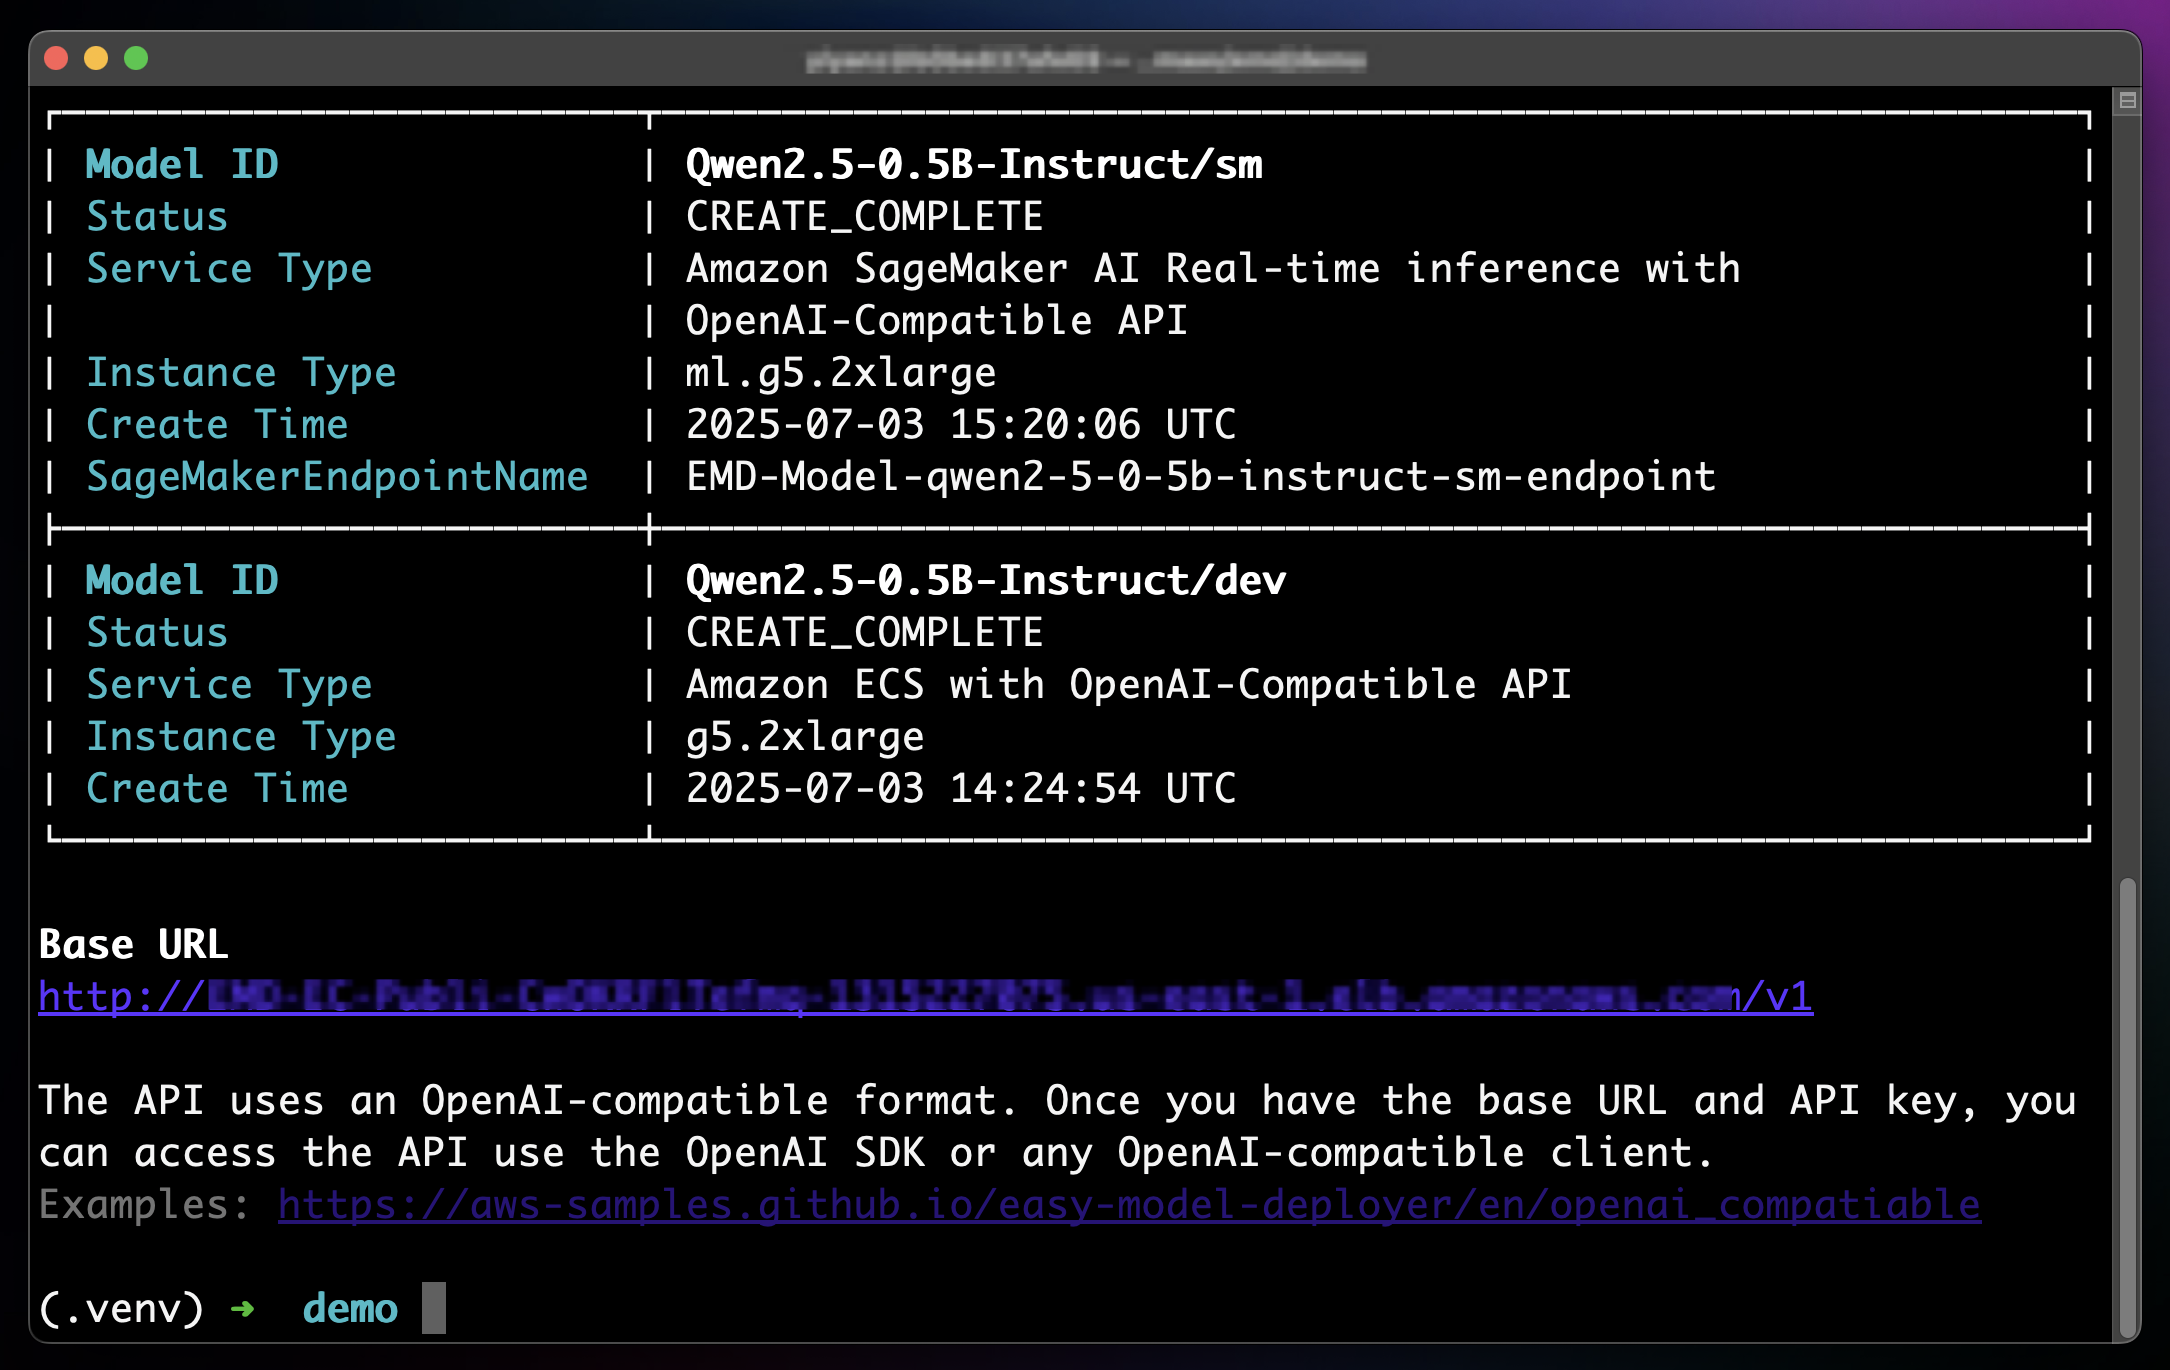 Model ID | Qwen2.5-0.5B-Instruct/sm
Status | CREATE_COMPLETE
Service Type | Amazon SageMaker AI Real-time inference with
| OpenAI-Compatible API
Instance Type | ml.g5.2xlarge
Create Time | 2025-07-03 15:20:06 UTC
SageMakerEndpointName | EMD-Model-qwen2-5-0-5b-instruct-sm-endpoint
Model ID | Qwen2.5-0.5B-Instruct/dev
Status | CREATE_COMPLETE
Service Type | Amazon ECS with OpenAI-Compatible API
Instance Type | g5.2xlarge
Create Time | 2025-07-03 14:24:54 UTC
Base URL
http:// /v1
The API uses an OpenAI-compatible format. Once you have the base URL and API key, you
can access the API use the OpenAI SDK or any OpenAI-compatible client.
Examples: https://aws-samples.github.io/easy-model-deployer/en/openai_compatiable
(.venv) ➜ demo